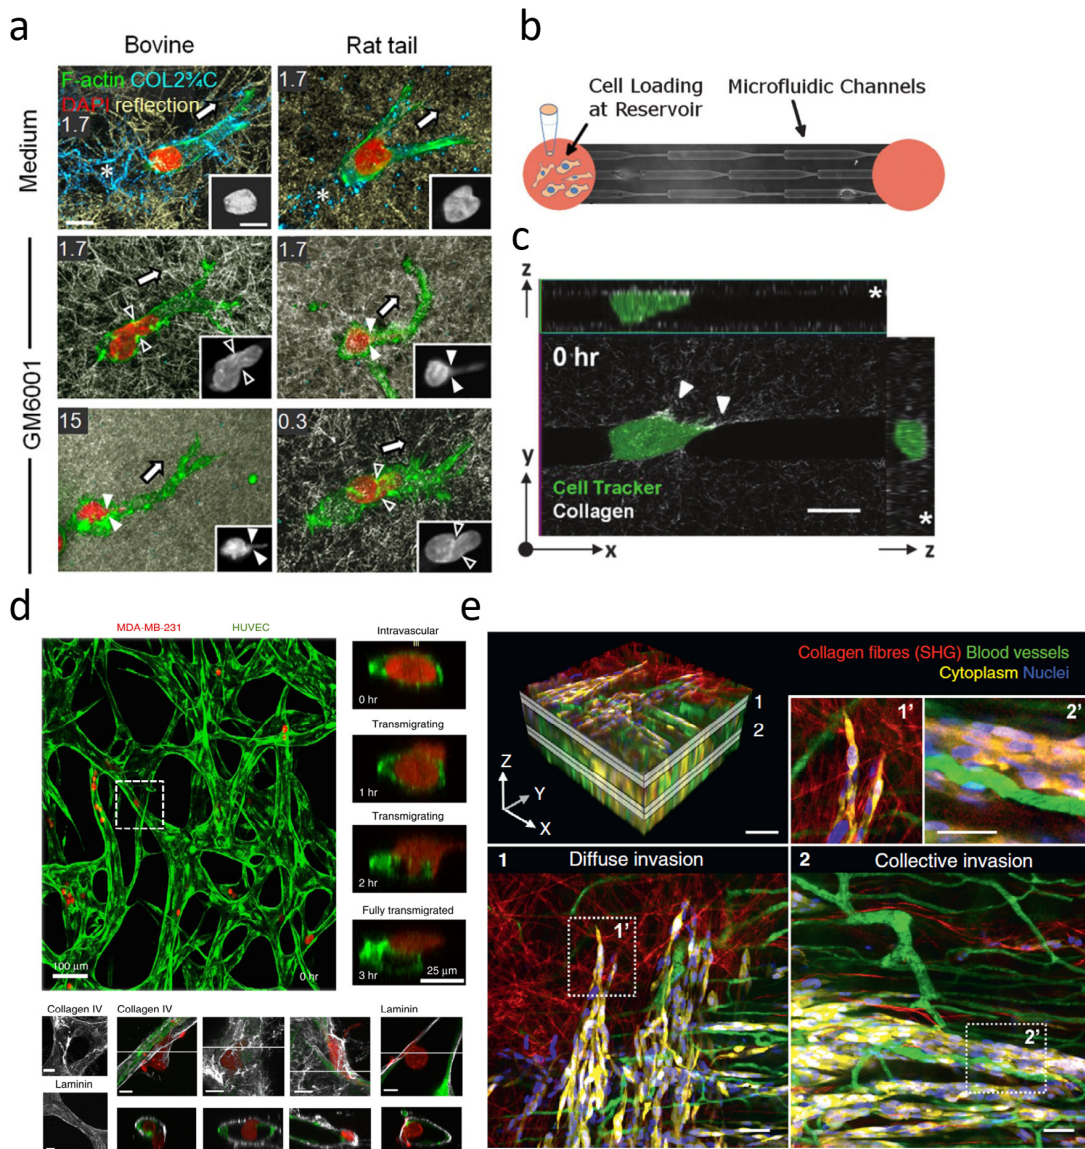 a
Bovine
Rat tail
Medium
GM6001
F-actin COL2¾C
DAPI reflection
1.7
*
1.7
*
1.7
1.7
15
0.3
b
Cell Loading
at Reservoir
Microfluidic Channels
c
z
*
0 hr
y
Cell Tracker
Collagen
x
*
z
d
MDA-MB-231
HUVEC
100 µm
0 hr
Intravascular
0 hr
Transmigrating
1 hr
Transmigrating
2 hr
Fully transmigrated
3 hr
25 µm
Collagen IV
Collagen IV
Laminin
Laminin
e
Collagen fibres (SHG) Blood vessels
Cytoplasm Nuclei
1
2
Z
Y
X
1'
2'
1 Diffuse invasion
1'
2 Collective invasion
2'